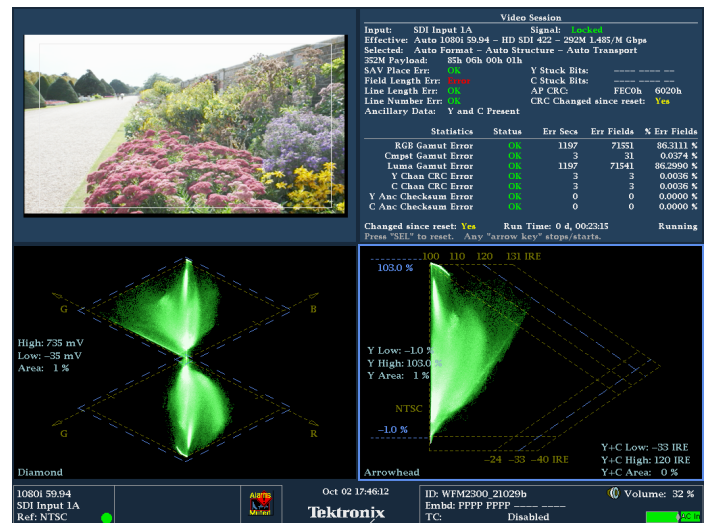 Video Session
Input: SDI Input 1A Signal: Locked
Effective: Auto 1080i 59.94 – HD SDI 422 – 292M 1.485/M Gbps
Selected: Auto Format – Auto Structure – Auto Transport
352M Payload: 85h 06h 00h 01h
SAV Place Err: OK Y Stuck Bits: –––– –––– –– ––
Field Length Err: Error C Stuck Bits: –––– –––– –– ––
Line Length Err: OK AP CRC: FEC0h 6020h
Line Number Err: OK CRC Changed since reset: Yes
Ancillary Data: Y and C Present
Statistics Status Err Secs Err Fields % Err Fields
RGB Gamut Error OK 1197 71551 86.3111 %
Cmpst Gamut Error OK 3 31 0.0374 %
Luma Gamut Error OK 1197 71541 86.2990 %
Y Chan CRC Error OK 3 3 0.0036 %
C Chan CRC Error OK 3 3 0.0036 %
Y Anc Checksum Error OK 0 0 0.0000 %
C Anc Checksum Error OK 0 0 0.0000 %
Changed since reset: Yes Run Time: 0 d, 00:23:15 Running
Press "SEL" to reset. Any "arrow key" stops/starts.
G B
High: 735 mV
Low: –35 mV
Area: 1 %
G R
Diamond
100 110 120 131 IRE
103.0 %
Y Low: –1.0 %
Y High: 103.0 %
Y Area: 1 %
NTSC
–1.0 %
–24 –33 –40 IRE
Y+C Low: –33 IRE
Y+C High: 120 IRE
Y+C Area: 0 %
Arrowhead
1080i 59.94
SDI Input 1A
Ref: NTSC
Alarms
Muted
Oct 02 17:46:12
Tektronix
ID: WFM2300_21029b
Embd: PPPP PPPP –––– ––––
TC: Disabled
Volume: 32 %
AC In